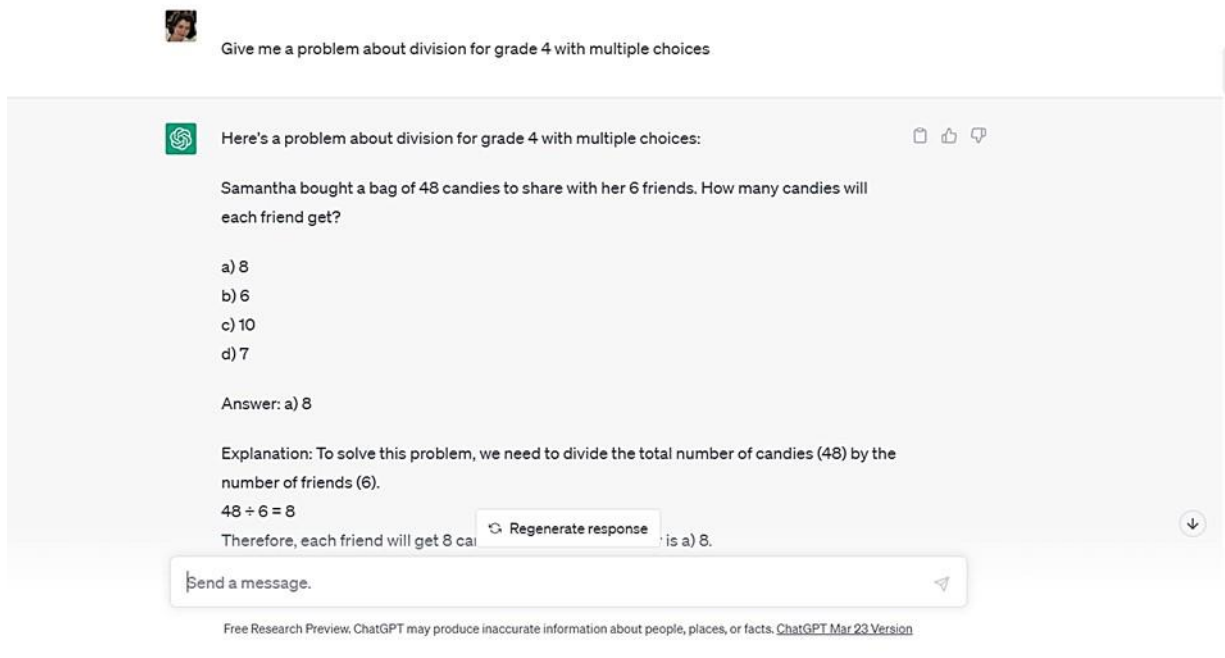 Give me a problem about division for grade 4 with multiple choices
Here's a problem about division for grade 4 with multiple choices:
Samantha bought a bag of 48 candies to share with her 6 friends. How many candies will
each friend get?
a) 8
b) 6
c) 10
d) 7
Answer: a) 8
Explanation: To solve this problem, we need to divide the total number of candies (48) by the
number of friends (6).
48 ÷ 6 = 8
Therefore, each friend will get 8 is a) 8.
Regenerate response
Send a message.
Free Research Preview. ChatGPT may produce inaccurate information about people, places, or facts. ChatGPT Mar 23 Version